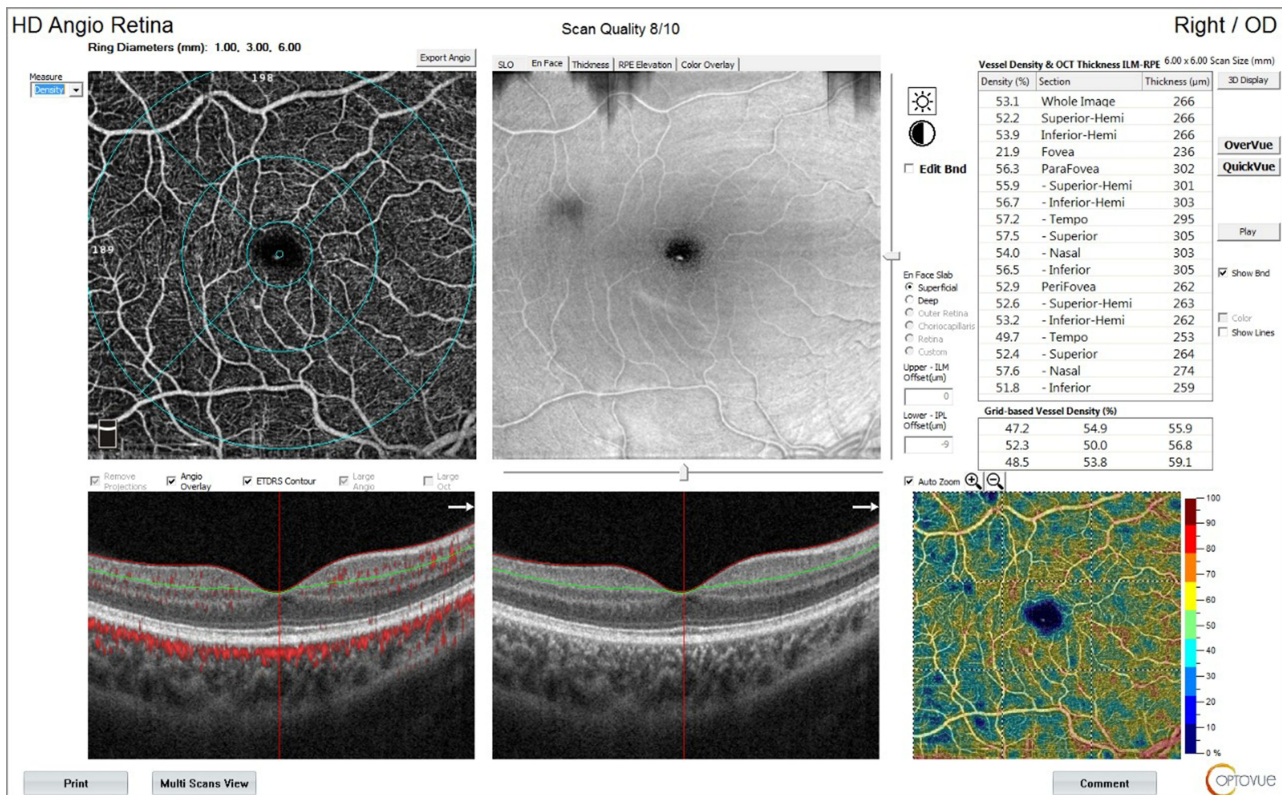 HD Angio Retina
Scan Quality 8/10
Right / OD
Ring Diameters (mm): 1.00, 3.00, 6.00
Export Angio
Measure
Density
198
189
SLO
En Face
Thickness
RPE Elevation
Color Overlay
Edit Bnd
En Face Slab
Superficial
Deep
Outer Retina
Choriocapillaris
Retina
Custom
Upper - ILM
Offset(um)
0
Lower - IPL
Offset(um)
-9
Vessel Density & OCT Thickness ILM-RPE 6.00 x 6.00 Scan Size (mm)
Density (%) Section Thickness (µm)
53.1 Whole Image 266
52.2 Superior-Hemi 266
53.9 Inferior-Hemi 266
21.9 Fovea 236
56.3 ParaFovea 302
55.9 - Superior-Hemi 301
56.7 - Inferior-Hemi 303
57.2 - Tempo 295
57.5 - Superior 305
54.0 - Nasal 303
56.5 - Inferior 305
52.9 PeriFovea 262
52.6 - Superior-Hemi 263
53.2 - Inferior-Hemi 262
49.7 - Tempo 253
52.4 - Superior 264
57.6 - Nasal 274
51.8 - Inferior 259
3D Display
OverVue
QuickVue
Play
Show Bnd
Color
Show Lines
Grid-based Vessel Density (%)
47.2 54.9 55.9
52.3 50.0 56.8
48.5 53.8 59.1
Remove
Projections
Angio
Overlay
ETDRS Contour
Large
Angio
Large
Oct
Auto Zoom
100
90
80
70
60
50
40
30
20
10
0 %
Print
Multi Scans View
Comment
OPTOVUE